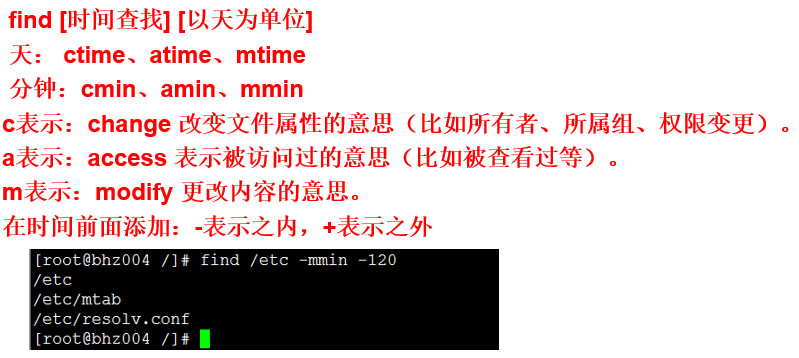 find [时间查找] [以天为单位]
天： ctime、atime、mtime
分钟：cmin、amin、mmin
c表示：change 改变文件属性的意思（比如所有者、所属组、权限变更）。
a表示：access 表示被访问过的意思（比如被查看过等）。
m表示：modify 更改内容的意思。
在时间前面添加：-表示之内，+表示之外
[root@bhz004 /]# find /etc -mmin -120
/etc
/etc/mtab
/etc/resolv.conf
[root@bhz004 /]#